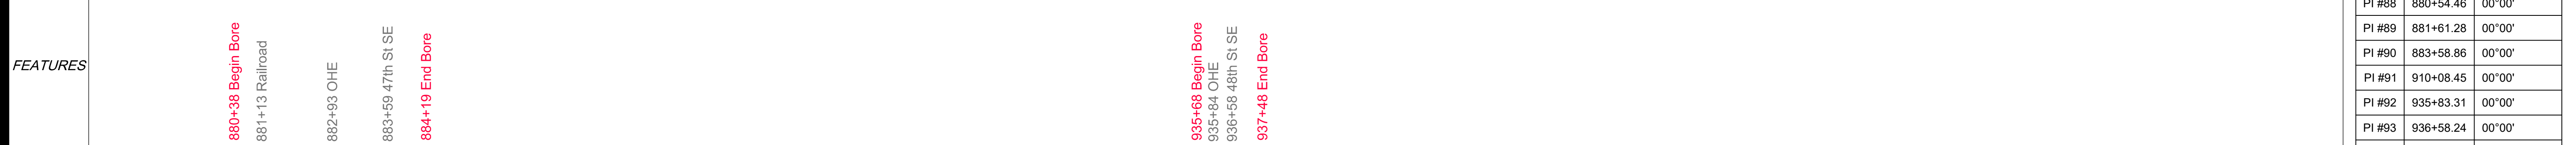 FEATURES
880+38 Begin Bore
881+13 Railroad
882+93 OHE
883+59 47th St SE
884+19 End Bore
935+68 Begin Bore
935+84 OHE
936+58 48th St SE
937+48 End Bore
PI #88 880+54.46 00°00'
PI #89 881+61.28 00°00'
PI #90 883+58.86 00°00'
PI #91 910+08.45 00°00'
PI #92 935+83.31 00°00'
PI #93 936+58.24 00°00'